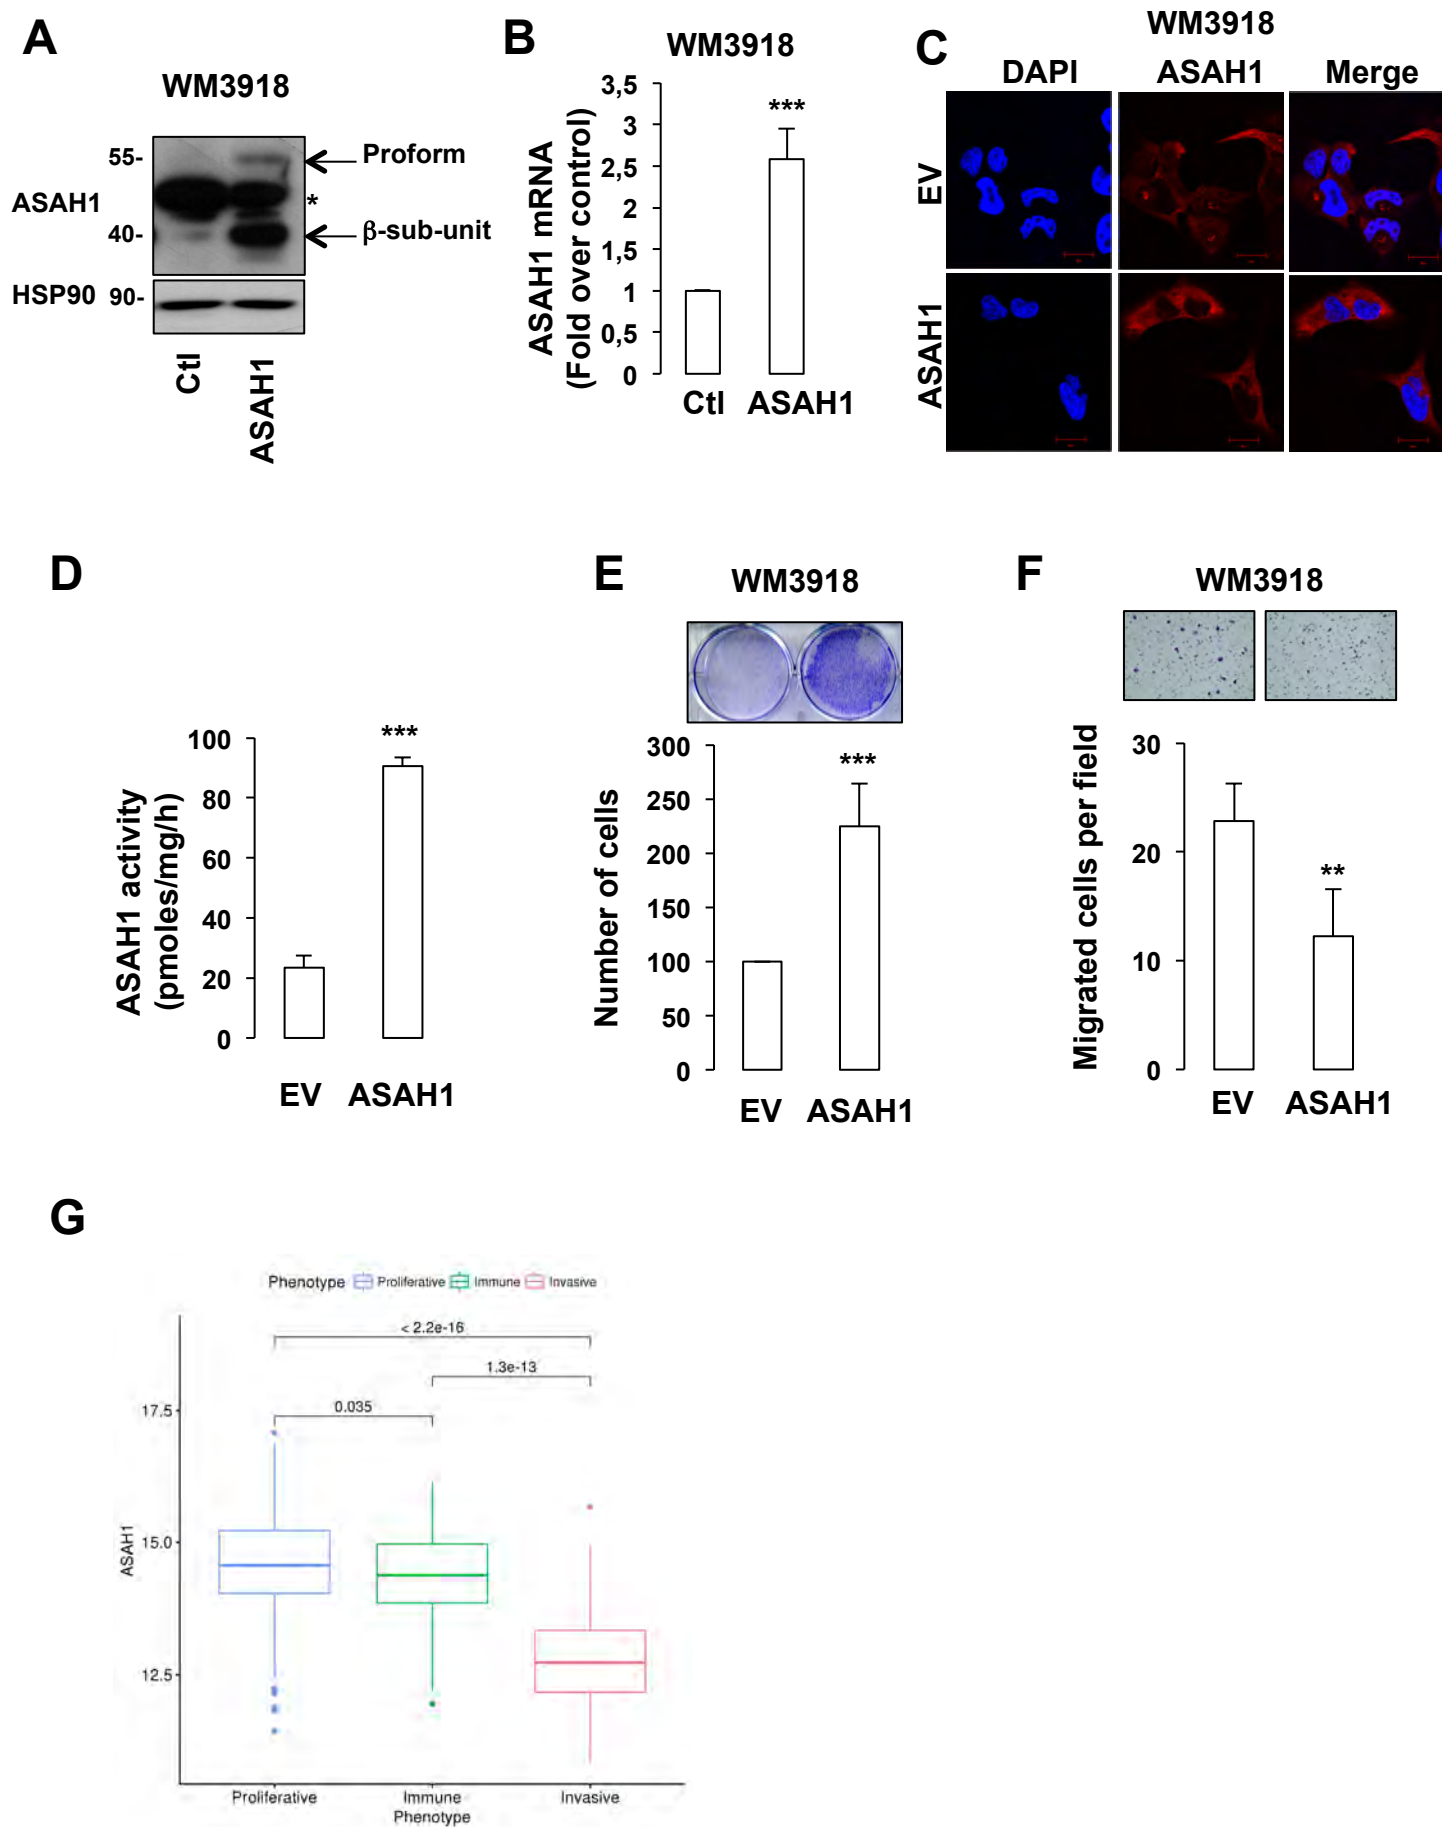 A
WM3918
55-
Proform
ASAH1
*
40-
β-sub-unit
HSP90 90-
Ctl
ASAH1
B
WM3918
ASAH1 mRNA
(Fold over control)
3,5
3
2,5
2
1,5
1
0,5
0
***
Ctl ASAH1
C
WM3918
DAPI ASAH1 Merge
EV
ASAH1
D
ASAH1 activity
(pmoles/mg/h)
100
80
60
40
20
0
***
EV ASAH1
E
WM3918
Number of cells
300
250
200
150
100
50
0
***
EV ASAH1
F
WM3918
Migrated cells per field
30
20
10
0
**
EV ASAH1
G
Phenotype Proliferative Immune Invasive
< 2.2e-16
1.3e-13
0.035
17.5
15.0
12.5
ASAH1
Proliferative Immune Invasive
Phenotype